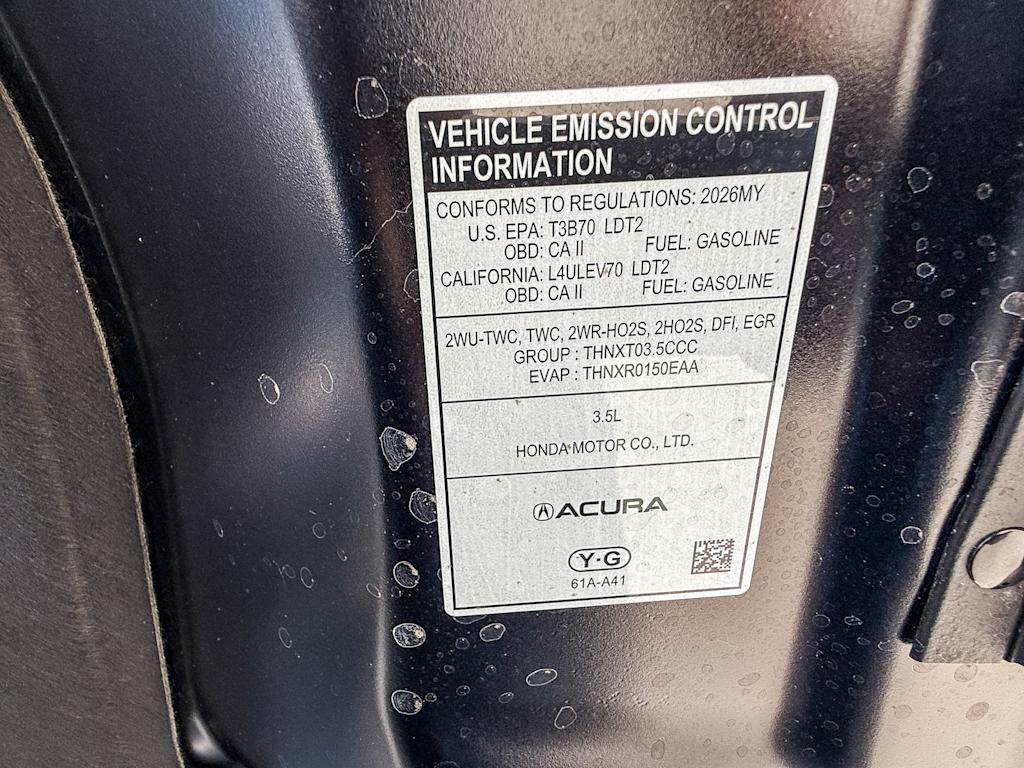 VEHICLE EMISSION CONTROL
INFORMATION
CONFORMS TO REGULATIONS: 2026MY
U.S. EPA: T3B70 LDT2
OBD: CA II FUEL: GASOLINE
CALIFORNIA: L4ULEV70 LDT2
OBD: CA II FUEL: GASOLINE
2WU-TWC, TWC, 2WR-HO2S, 2HO2S, DFI, EGR
GROUP : THNXT03.5CCC
EVAP : THNXR0150EAA
3.5L
HONDA MOTOR CO., LTD.
ACURA
Y·G
61A-A41